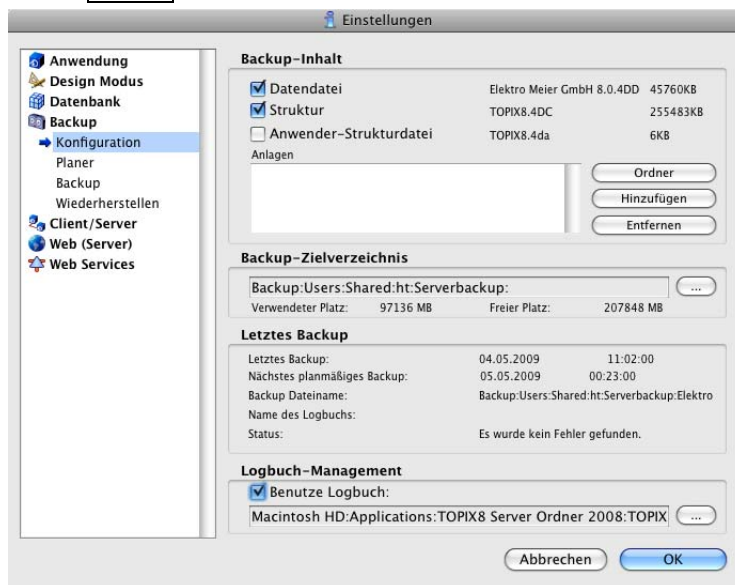 Einstellungen
Anwendung
Design Modus
Datenbank
Backup
Konfiguration
Planer
Backup
Wiederherstellen
Client/Server
Web (Server)
Web Services
Backup-Inhalt
Datendatei Elektro Meier GmbH 8.0.4DD 45760KB
Struktur TOPIX8.4DC 255483KB
Anwender-Strukturdatei TOPIX8.4da 6KB
Anlagen
Ordner
Hinzufügen
Entfernen
Backup-Zielverzeichnis
Backup:Users:Shared:ht:Serverbackup: ...
Verwendeter Platz: 97136 MB Freier Platz: 207848 MB
Letztes Backup
Letztes Backup: 04.05.2009 11:02:00
Nächstes planmäßiges Backup: 05.05.2009 00:23:00
Backup Dateiname: Backup:Users:Shared:ht:Serverbackup:Elektro
Name des Logbuchs:
Status: Es wurde kein Fehler gefunden.
Logbuch-Management
Benutze Logbuch:
Macintosh HD:Applications:TOPIX8 Server Ordner 2008:TOPIX ...
Abbrechen OK